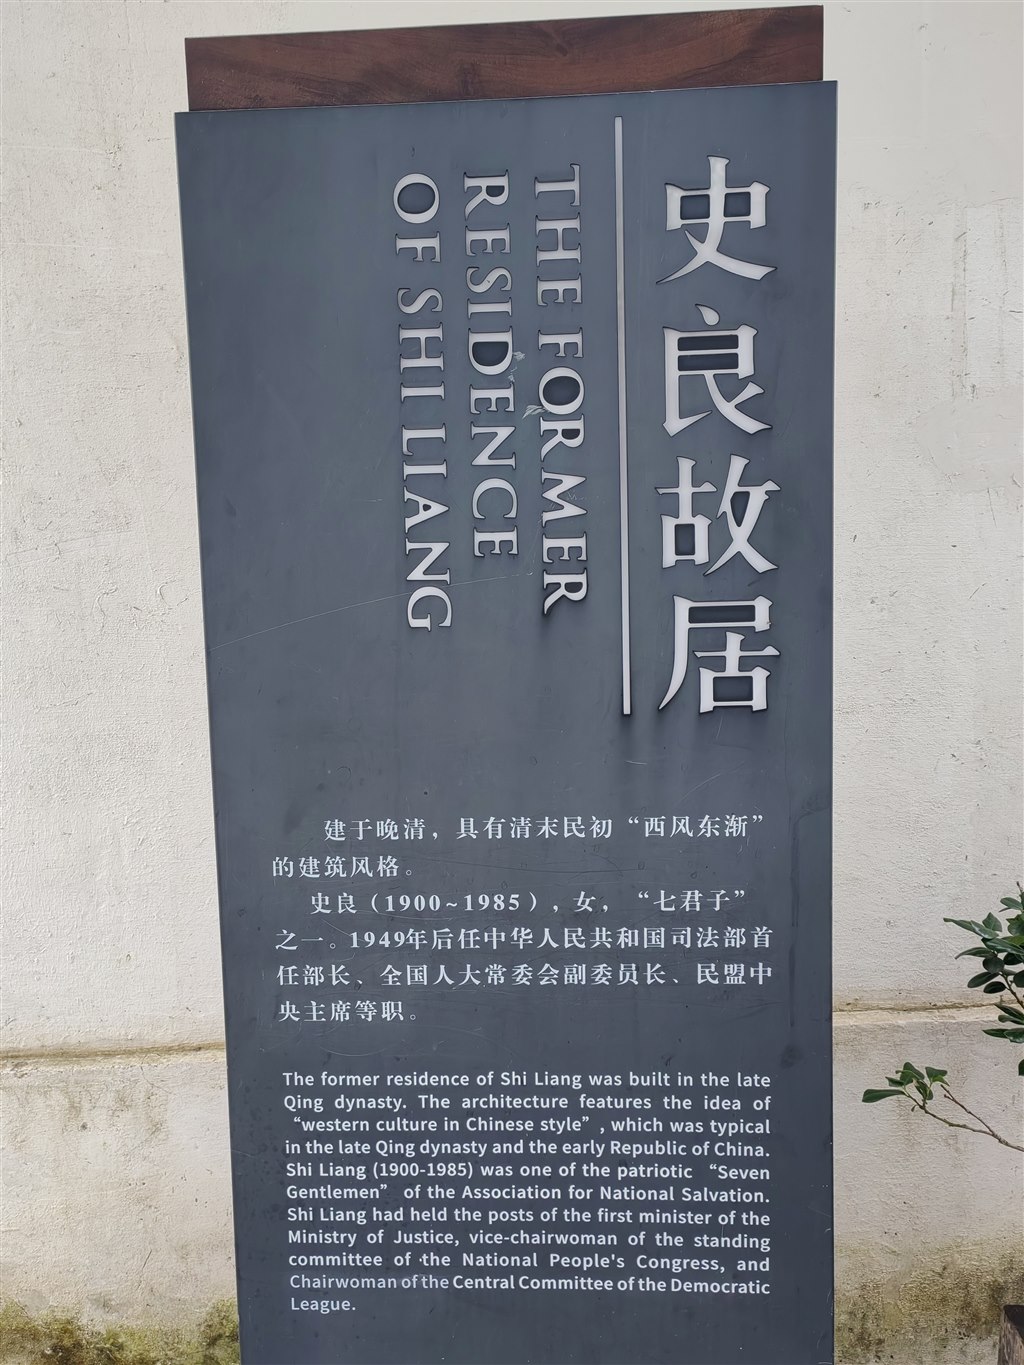 史良故居
THE FORMER
RESIDENCE
OF SHI LIANG
建于晚清，具有清末民初“西风东渐”
的建筑风格。
史良（1900~1985），女，“七君子”
之一。1949年后任中华人民共和国司法部首
任部长、全国人大常委会副委员长、民盟中
央主席等职。
The former residence of Shi Liang was built in the late
Qing dynasty. The architecture features the idea of
“western culture in Chinese style”, which was typical
in the late Qing dynasty and the early Republic of China.
Shi Liang (1900-1985) was one of the patriotic “Seven
Gentlemen” of the Association for National Salvation.
Shi Liang had held the posts of the first minister of the
Ministry of Justice, vice-chairwoman of the standing
committee of the National People's Congress, and
Chairwoman of the Central Committee of the Democratic
League.